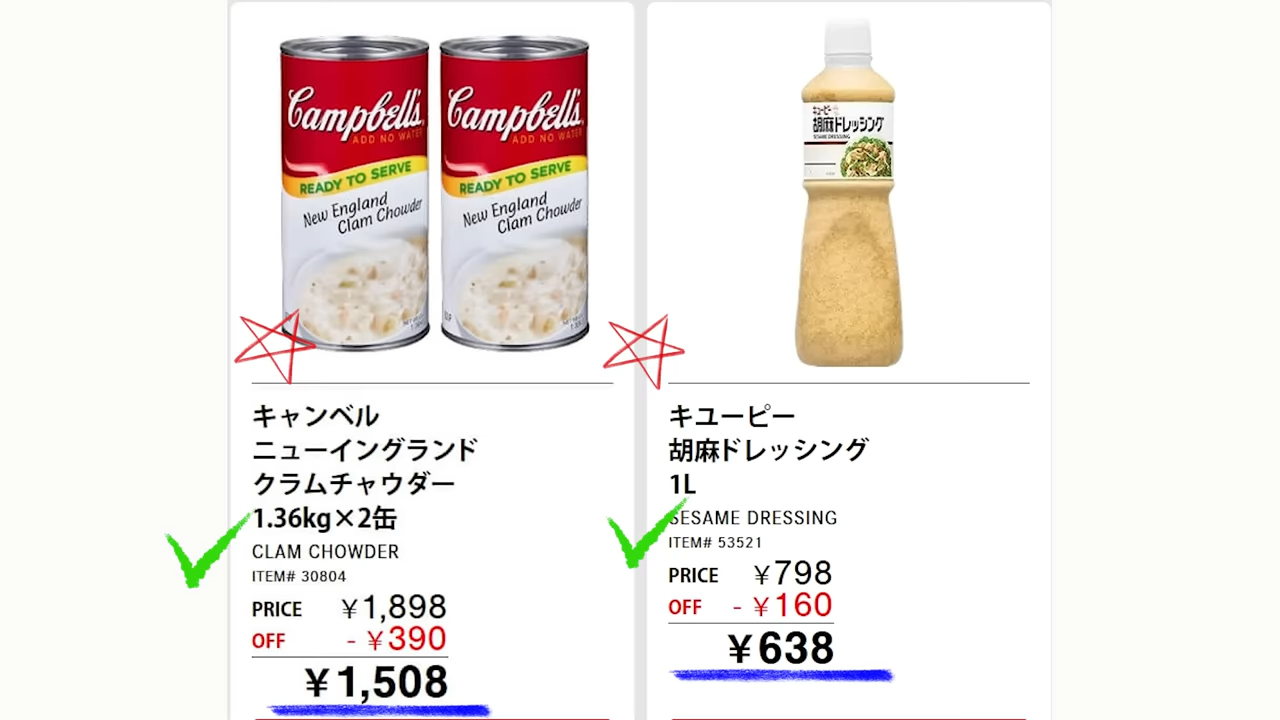 Campbell's
ADD NO WATER
READY TO SERVE
New England
Clam Chowder
Campbell's
ADD NO WATER
READY TO SERVE
New England
Clam Chowder
キャンベル
ニューイングランド
クラムチャウダー
1.36kg×2缶
CLAM CHOWDER
ITEM# 30804
PRICE ¥1,898
OFF - ¥390
¥1,508
キユーピー
胡麻ドレッシング
SESAME DRESSING
キユーピー
胡麻ドレッシング
1L
SESAME DRESSING
ITEM# 53521
PRICE ¥798
OFF - ¥160
¥638